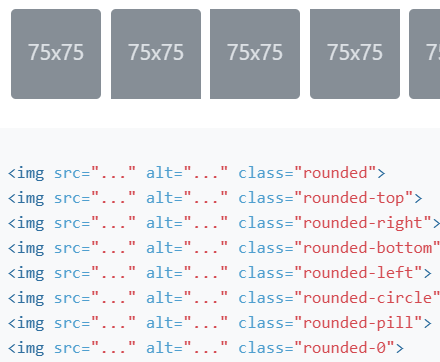 75x75 75x75 75x75 75x75 75
<img src="..." alt="..." class="rounded">
<img src="..." alt="..." class="rounded-top">
<img src="..." alt="..." class="rounded-right">
<img src="..." alt="..." class="rounded-bottom"
<img src="..." alt="..." class="rounded-left">
<img src="..." alt="..." class="rounded-circle"
<img src="..." alt="..." class="rounded-pill">
<img src="..." alt="..." class="rounded-0">